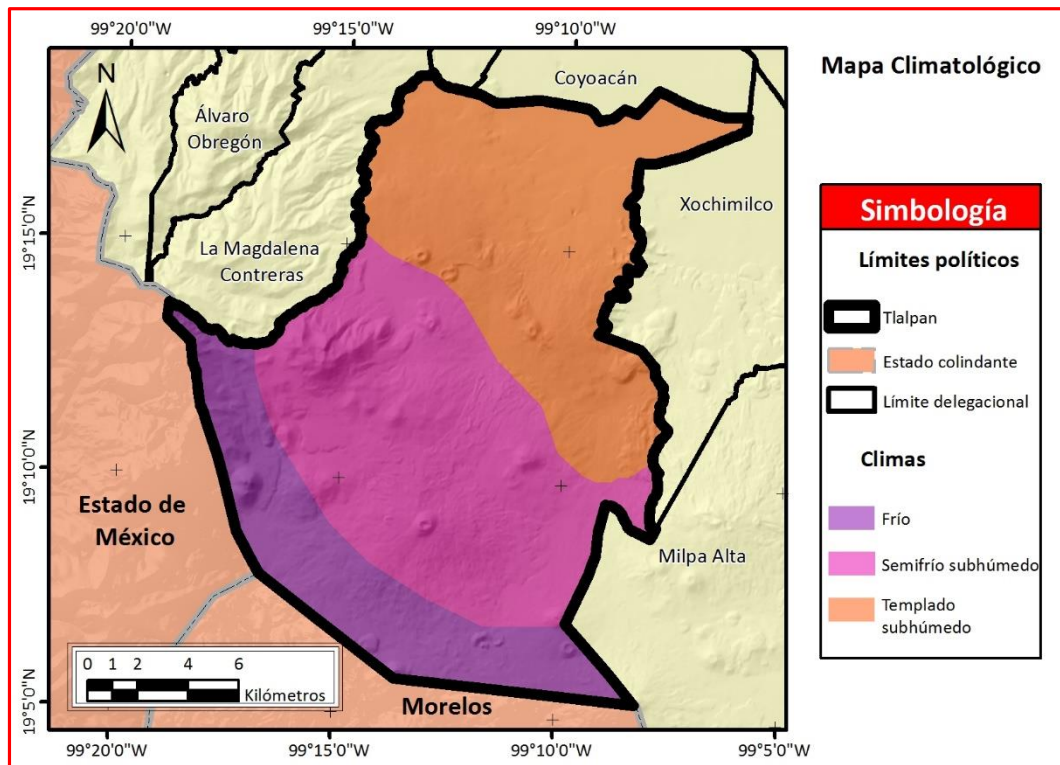 99°20'0"W 99°15'0"W 99°10'0"W
Mapa Climatológico
N
Coyoacán
Álvaro
Obregón
Xochimilco
19°15'0"N
La Magdalena
Contreras
19°10'0"N
Estado de
México
Milpa Alta
0 1 2 4 6
Kilómetros
Morelos
19°5'0"N
99°20'0"W 99°15'0"W 99°10'0"W 99°5'0"W
Simbología
Límites políticos
Tlalpan
Estado colindante
Límite delegacional
Climas
Frío
Semifrío subhúmedo
Templado
subhúmedo